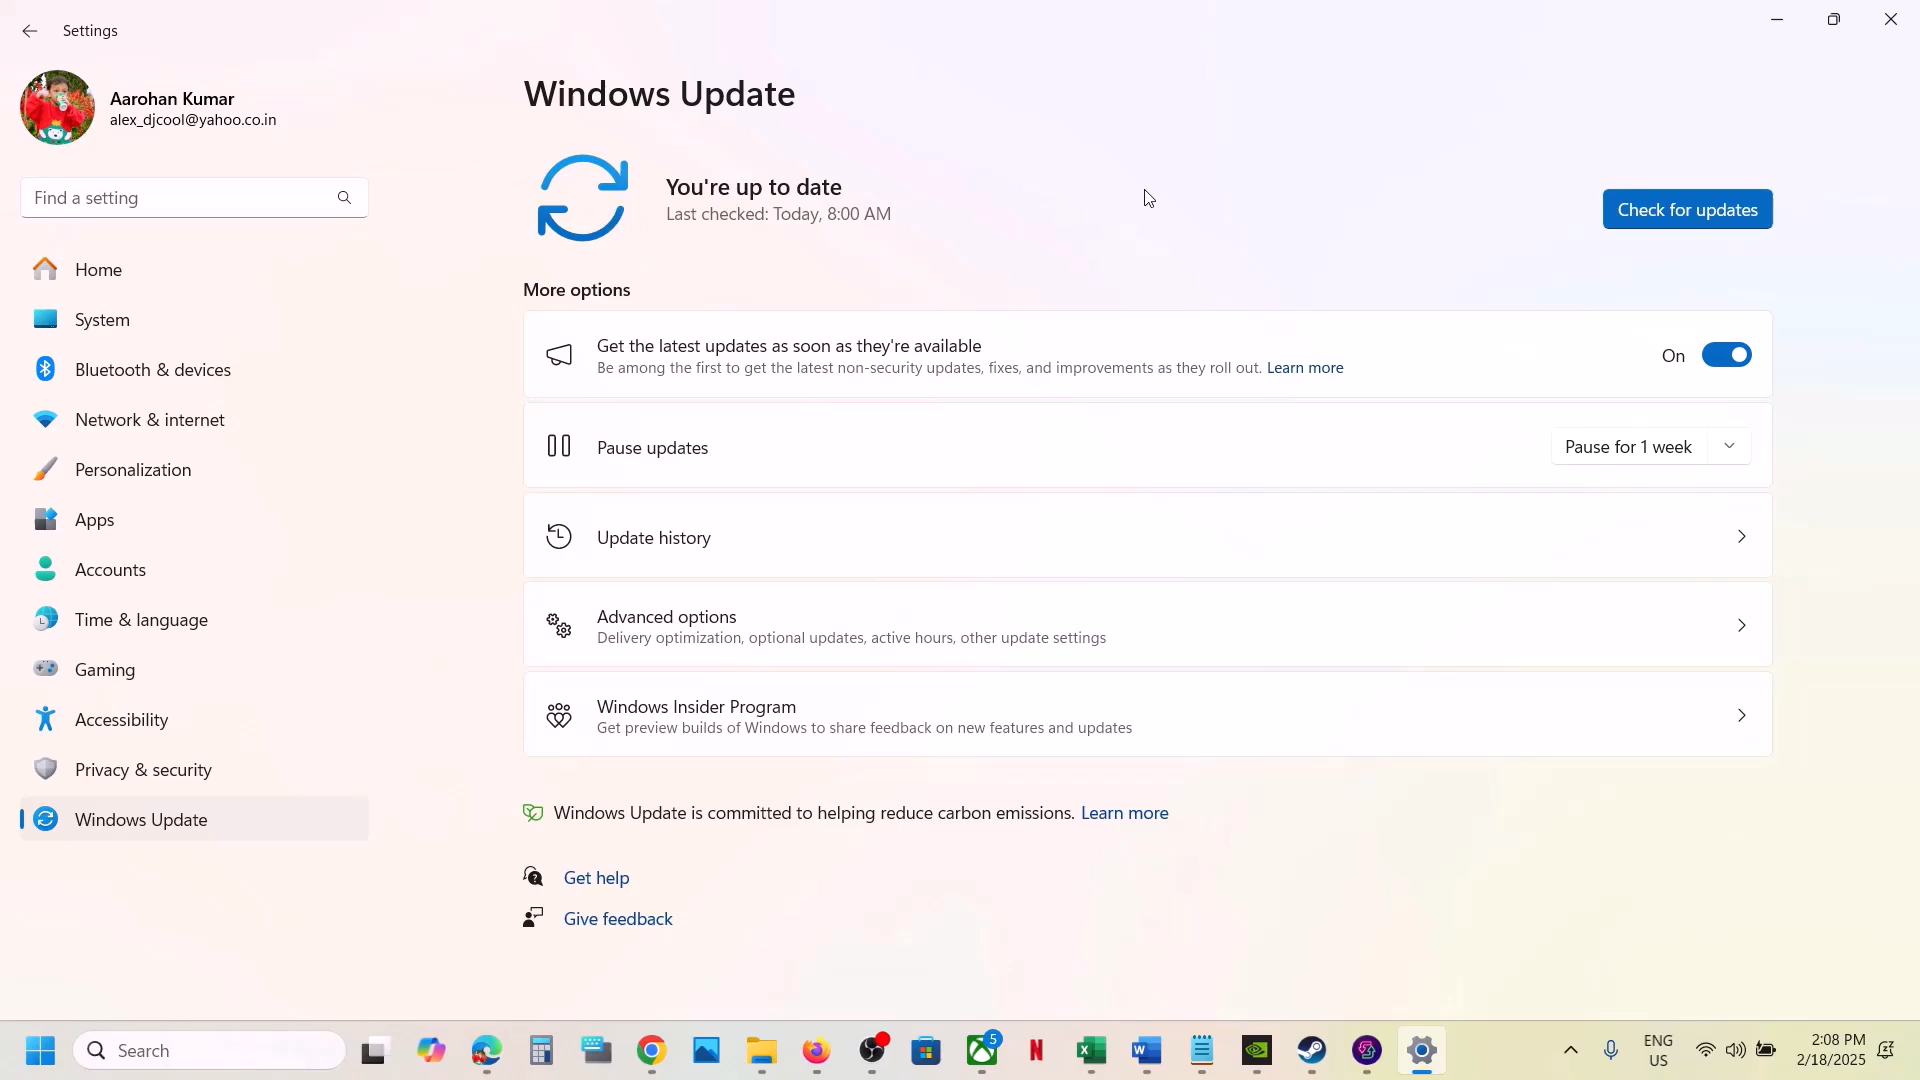 Settings
Aarohan Kumar
alex_djcool@yahoo.co.in
Find a setting
Home
System
Bluetooth & devices
Network & internet
Personalization
Apps
Accounts
Time & language
Gaming
Accessibility
Privacy & security
Windows Update
Windows Update
You're up to date
Last checked: Today, 8:00 AM
Check for updates
More options
Get the latest updates as soon as they're available
Be among the first to get the latest non-security updates, fixes, and improvements as they roll out. Learn more
On
Pause updates
Pause for 1 week
Update history
Advanced options
Delivery optimization, optional updates, active hours, other update settings
Windows Insider Program
Get preview builds of Windows to share feedback on new features and updates
Windows Update is committed to helping reduce carbon emissions. Learn more
Get help
Give feedback
Search
5
ENG
US
2:08 PM
2/18/2025